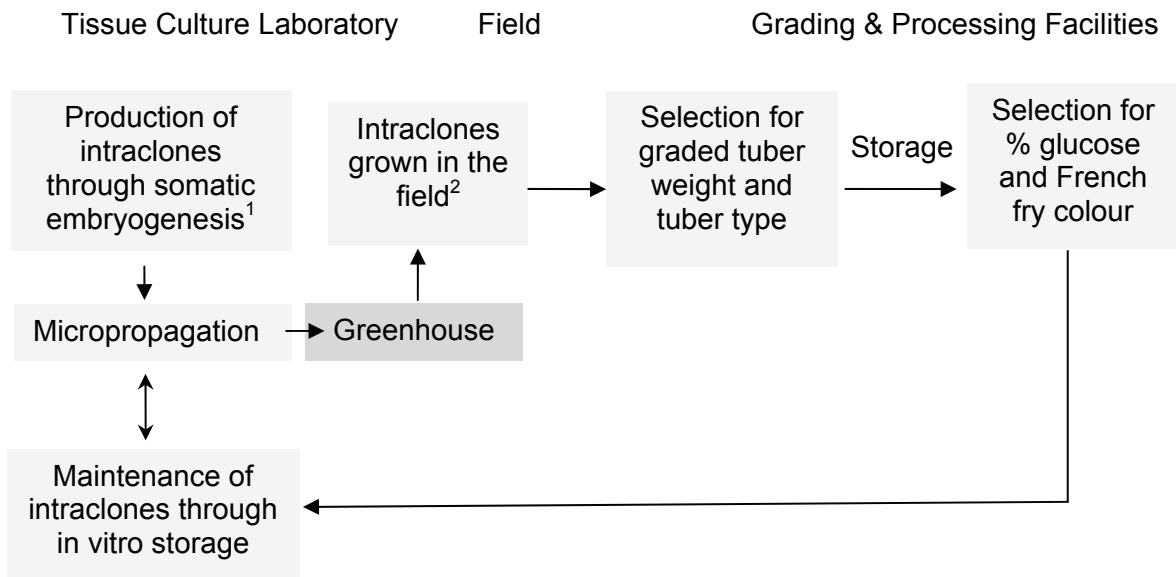 Tissue Culture Laboratory
Field
Grading & Processing Facilities
Production of
intraclones
through somatic
embryogenesis¹
Intraclones
grown in the
field²
Selection for
graded tuber
weight and
tuber type
Storage
Selection for
% glucose
and French
fry colour
Micropropagation
Greenhouse
Maintenance of
intraclones through
in vitro storage